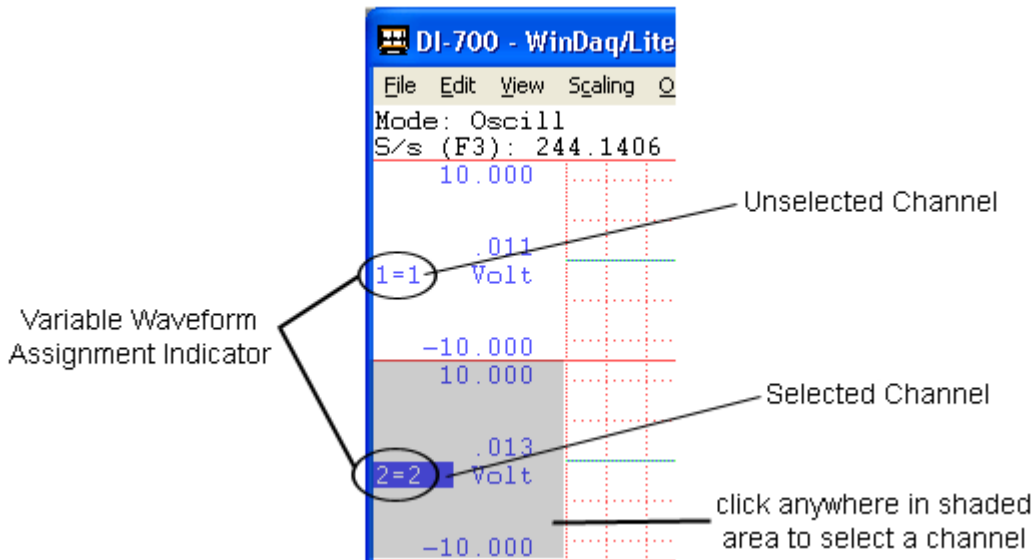 DI-700 - WinDaq/Lite
File Edit View Scaling O
Mode: Oscill
S/s (F3): 244.1406
10.000
.011
1=1 Volt
-10.000
10.000
.013
2=2 Volt
-10.000
Unselected Channel
Variable Waveform
Assignment Indicator
Selected Channel
click anywhere in shaded
area to select a channel